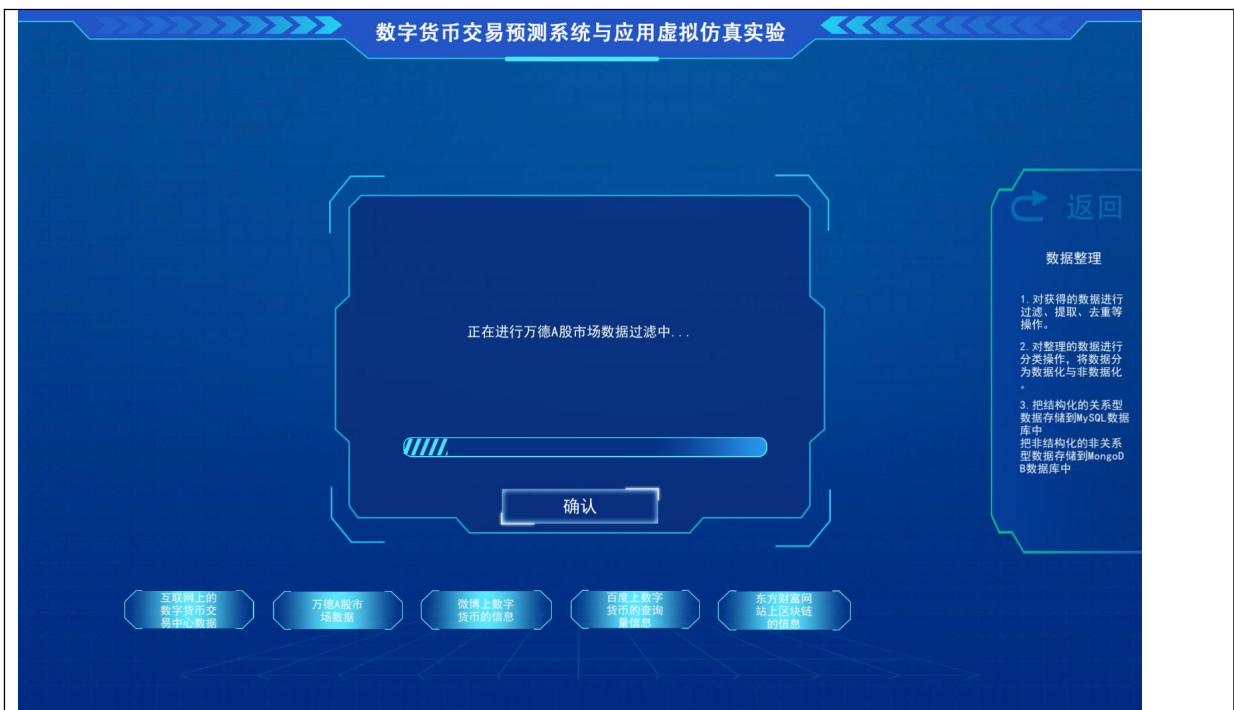 数字货币交易预测系统与应用虚拟仿真实验
返回
数据整理
1.对获得的数据进行
过滤、提取、去重等
操作。
2.对整理的数据进行
分类操作，将数据分
为数据化与非数据化
。
3.把结构化的关系型
数据存储到MySQL数据
库中
把非结构化的非关系
型数据存储到MongoD
B数据库中
正在进行万德A股市场数据过滤中...
确认
互联网上的
数字货币交
易中心数据
万德A股市
场数据
微博上数字
货币的信息
百度上数字
货币的查询
量信息
东方财富网
站上区块链
的信息